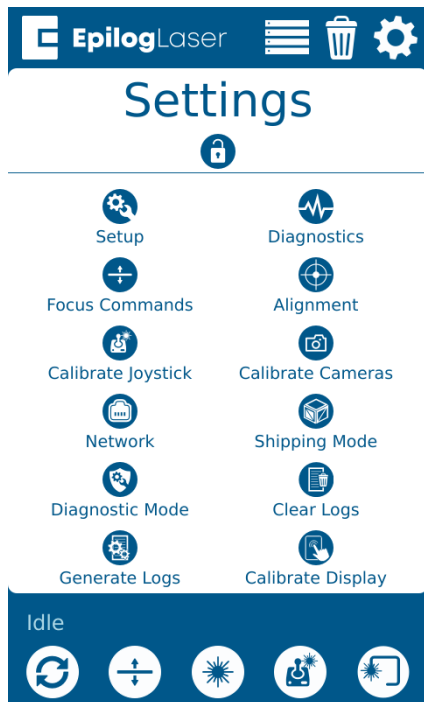 EpilogLaser
Settings
Setup
Diagnostics
Focus Commands
Alignment
Calibrate Joystick
Calibrate Cameras
Network
Shipping Mode
Diagnostic Mode
Clear Logs
Generate Logs
Calibrate Display
Idle